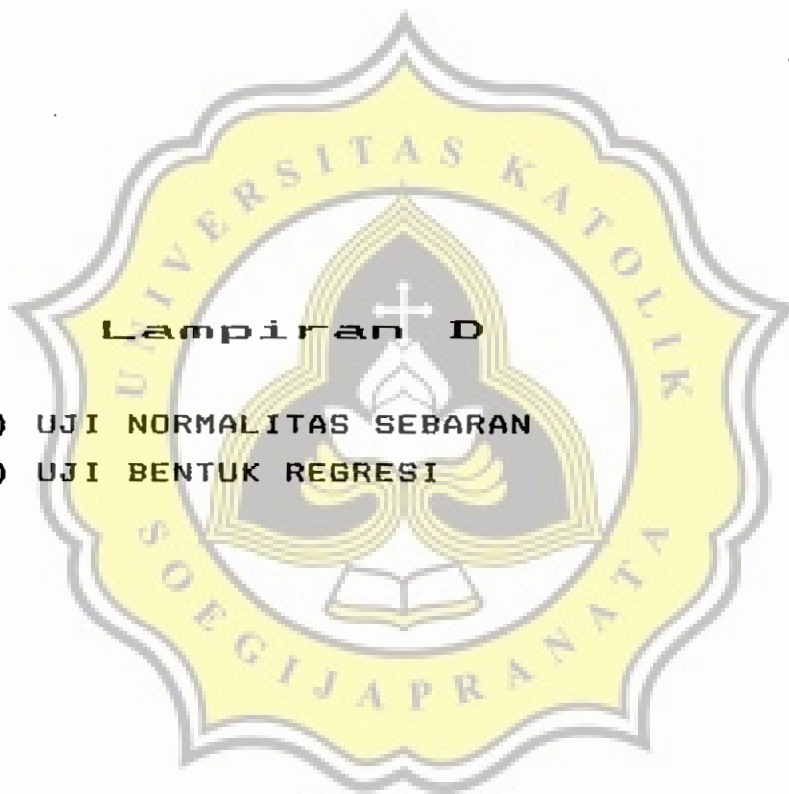 UNIVERSITAS KATOLIK
Lampiran D
) UJI NORMALITAS SEBARAN
) UJI BENTUK REGRESI
SOEGIJAPRANATA